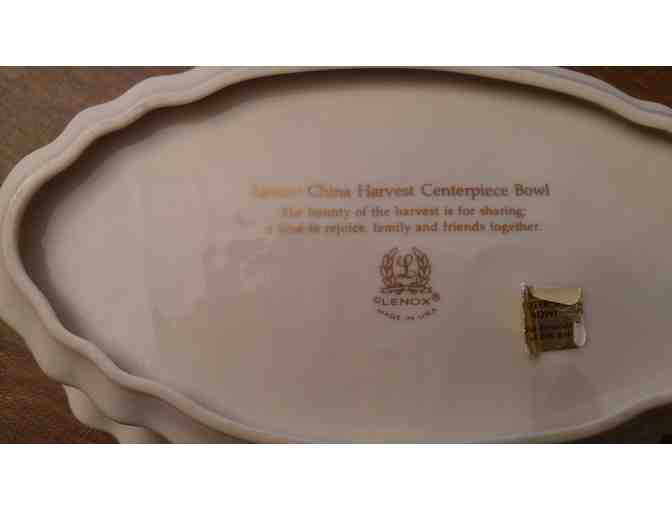 Lenox China Harvest Centerpiece Bowl
The bounty of the harvest is for sharing;
a time to rejoice, family and friends together.
L
©LENOX®
MADE IN USA
BOWL